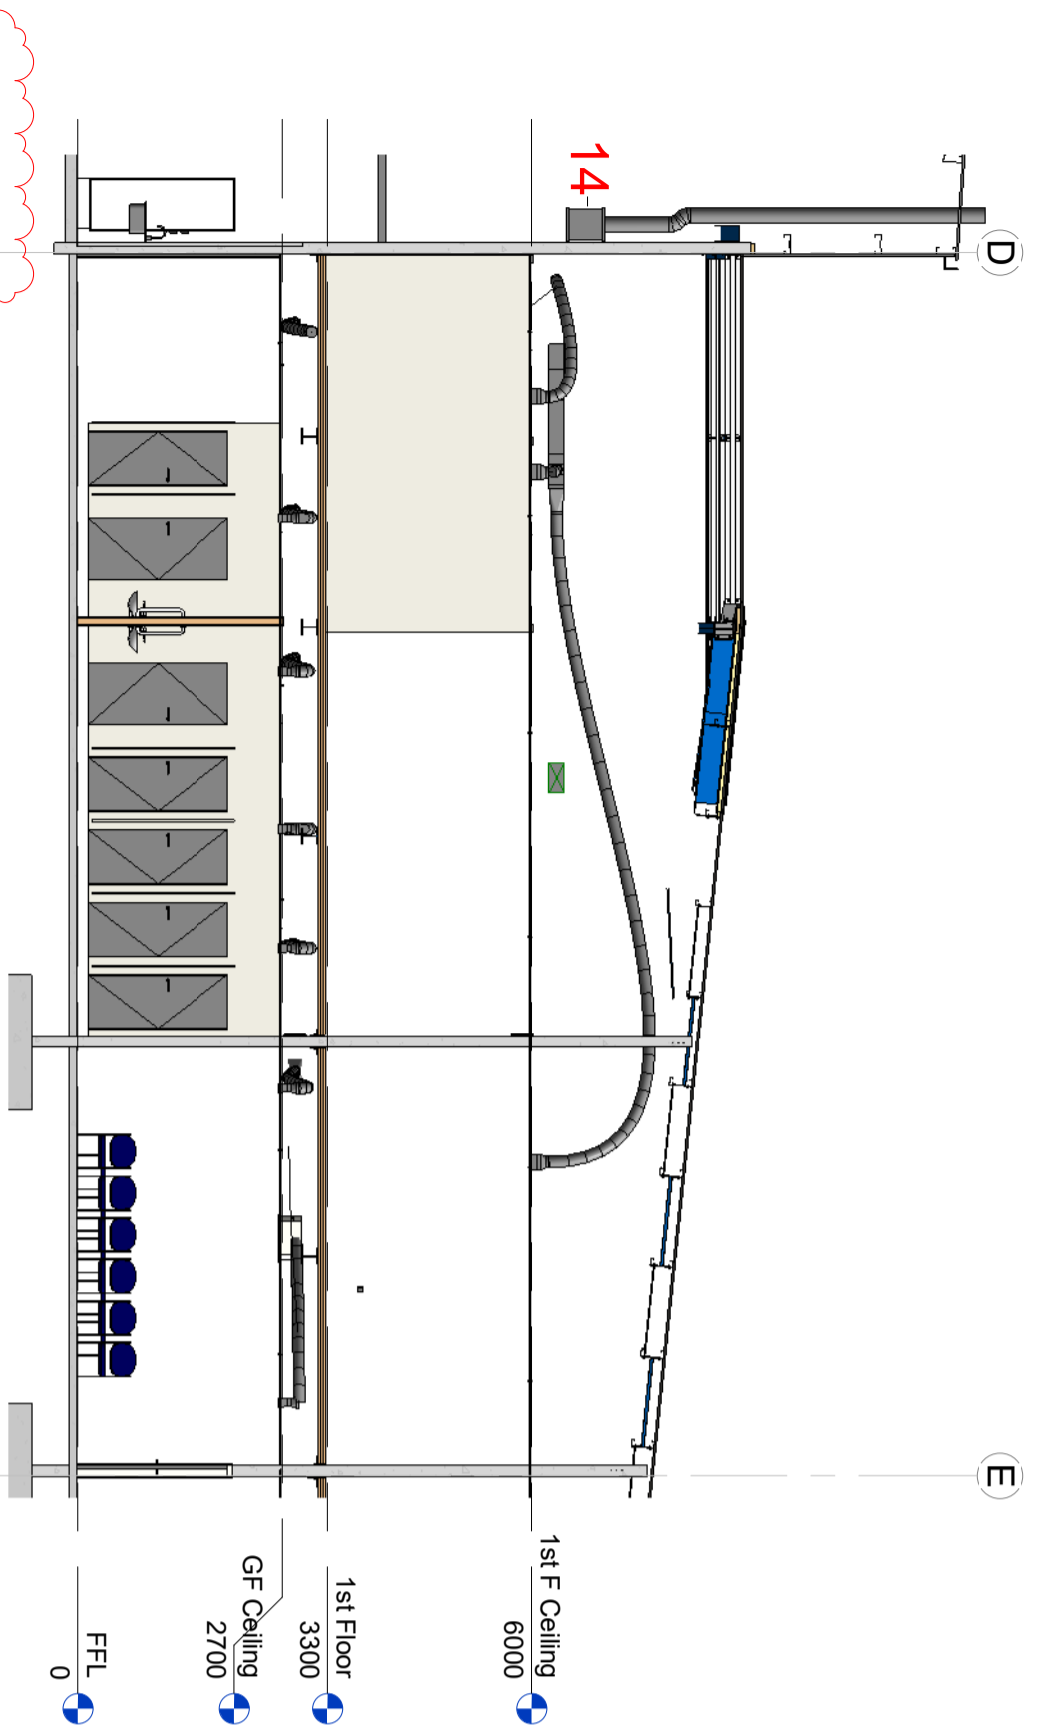 14
D
E
1st F Ceiling
6000
1st Floor
3300
GF Ceiling
2700
FFL
0